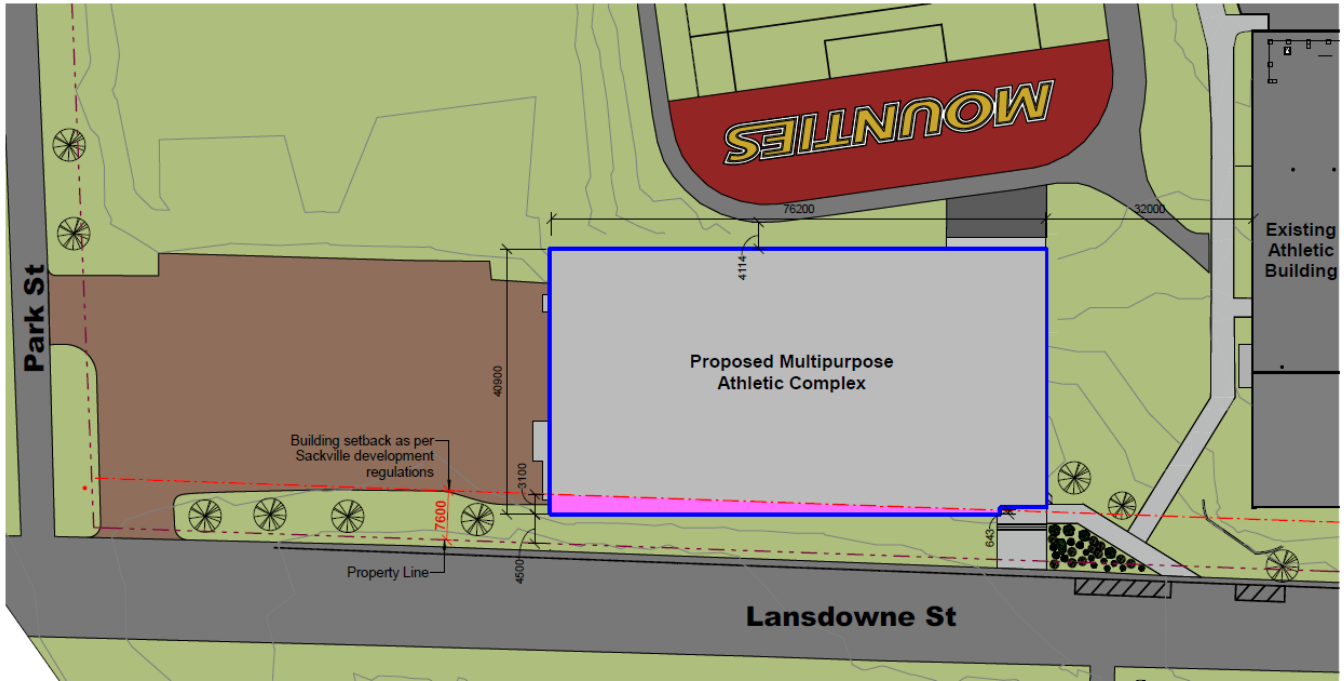 MOUNTIES
76200
32000
4114
Existing
Athletic
Building
Park St
40900
Proposed Multipurpose
Athletic Complex
Building setback as per
Sackville development
regulations
3100
7600
643
4500
Property Line
Lansdowne St